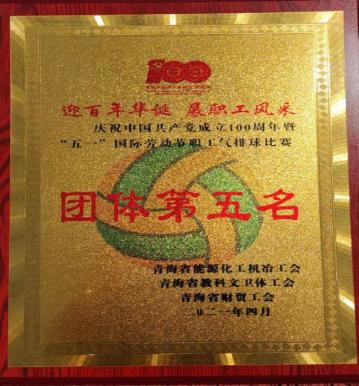 100
迎百年华诞 展职工风采
庆祝中国共产党成立100周年暨
“五一”国际劳动节职工气排球比赛
团体第五名
青海省能源化工机冶工会
青海省教科文卫体工会
青海省财贸工会
二〇二一年四月